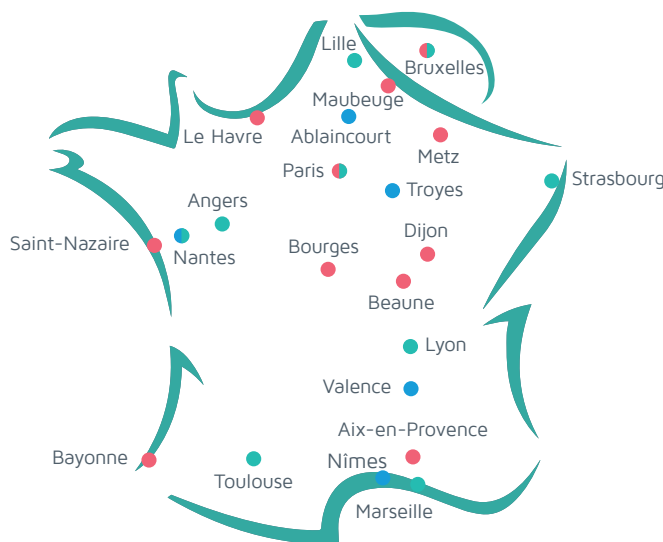 Lille
Bruxelles
Maubeuge
Le Havre
Ablaincourt
Metz
Paris
Strasbourg
Troyes
Angers
Saint-Nazaire
Nantes
Bourges
Dijon
Beaune
Lyon
Valence
Aix-en-Provence
Bayonne
Nîmes
Toulouse
Marseille